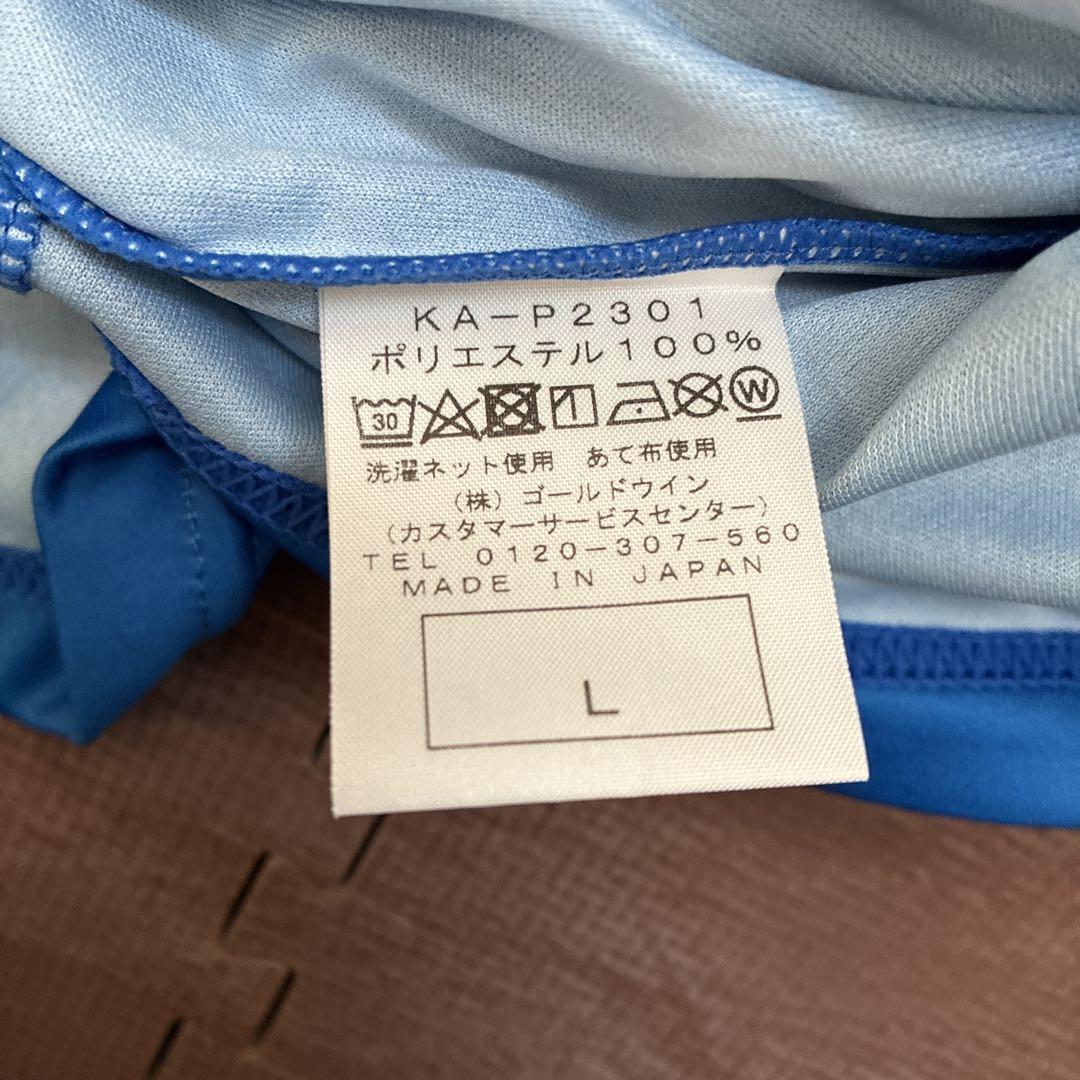 KA-P2301
ポリエステル100%
30 W
洗濯ネット使用 あて布使用
(株)ゴールドウイン
(カスタマーサービスセンター)
TEL 0120-307-560
MADE IN JAPAN
L